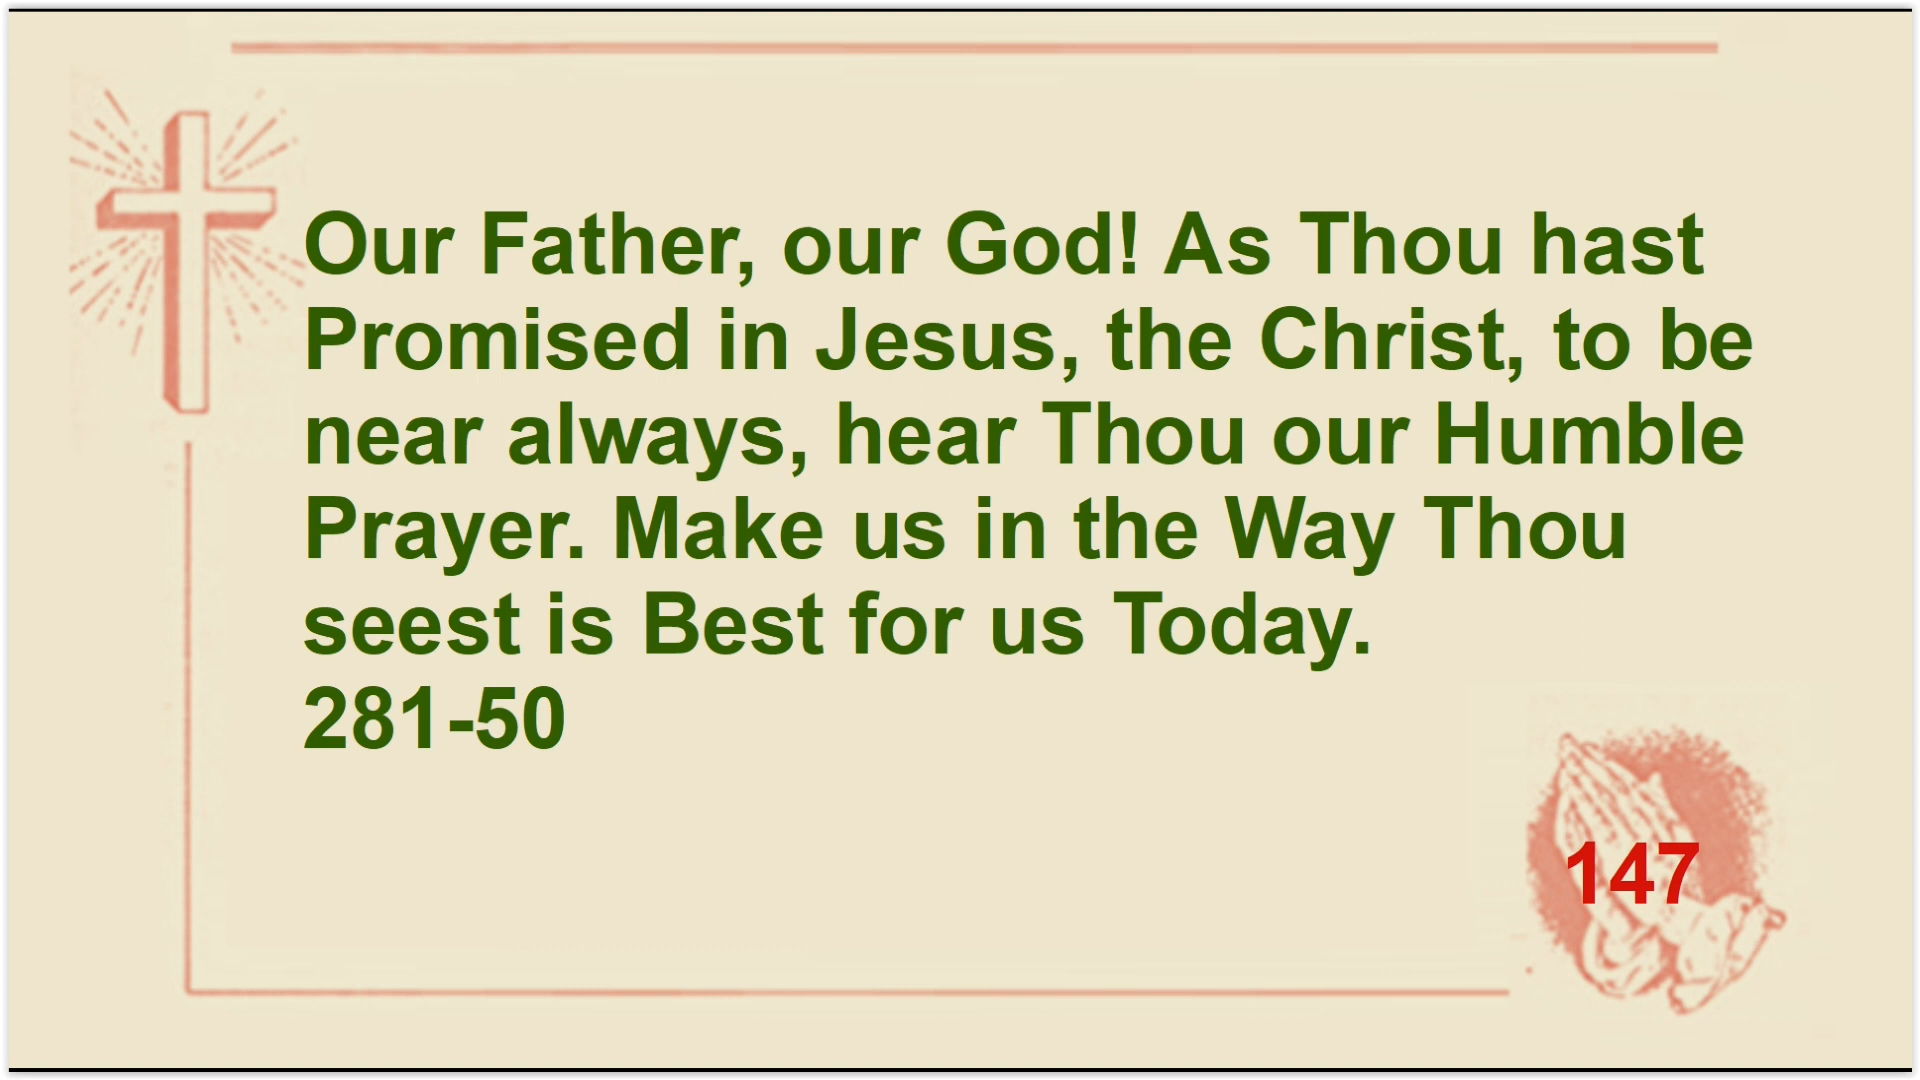 Our Father, our God! As Thou hast
Promised in Jesus, the Christ, to be
near always, hear Thou our Humble
Prayer. Make us in the Way Thou
seest is Best for us Today.
281-50
147